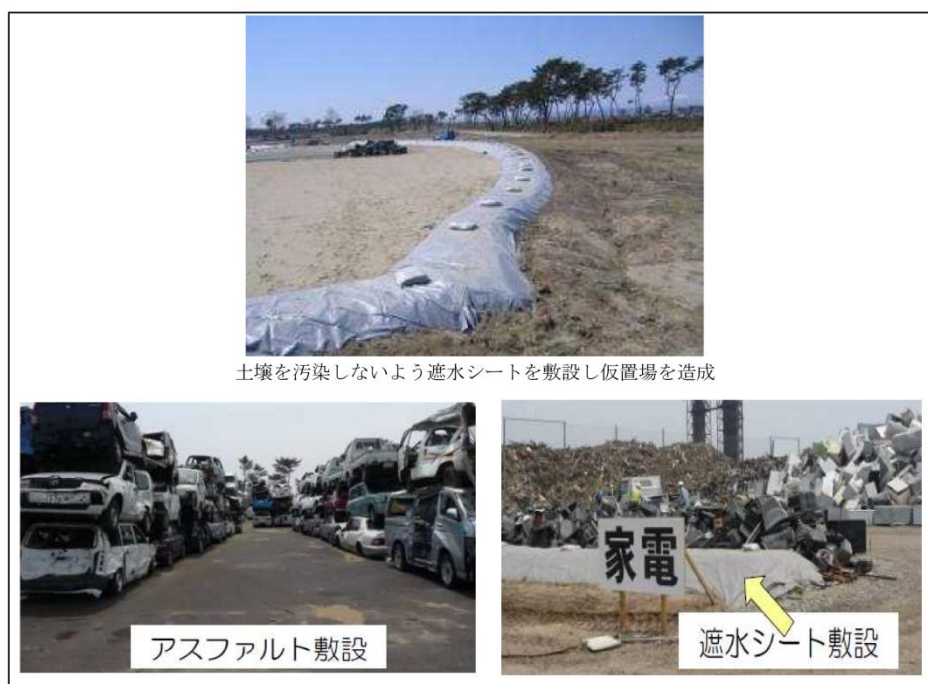 土壌を汚染しないよう遮水シートを敷設し仮置場を造成
アスファルト敷設
家電
遮水シート敷設